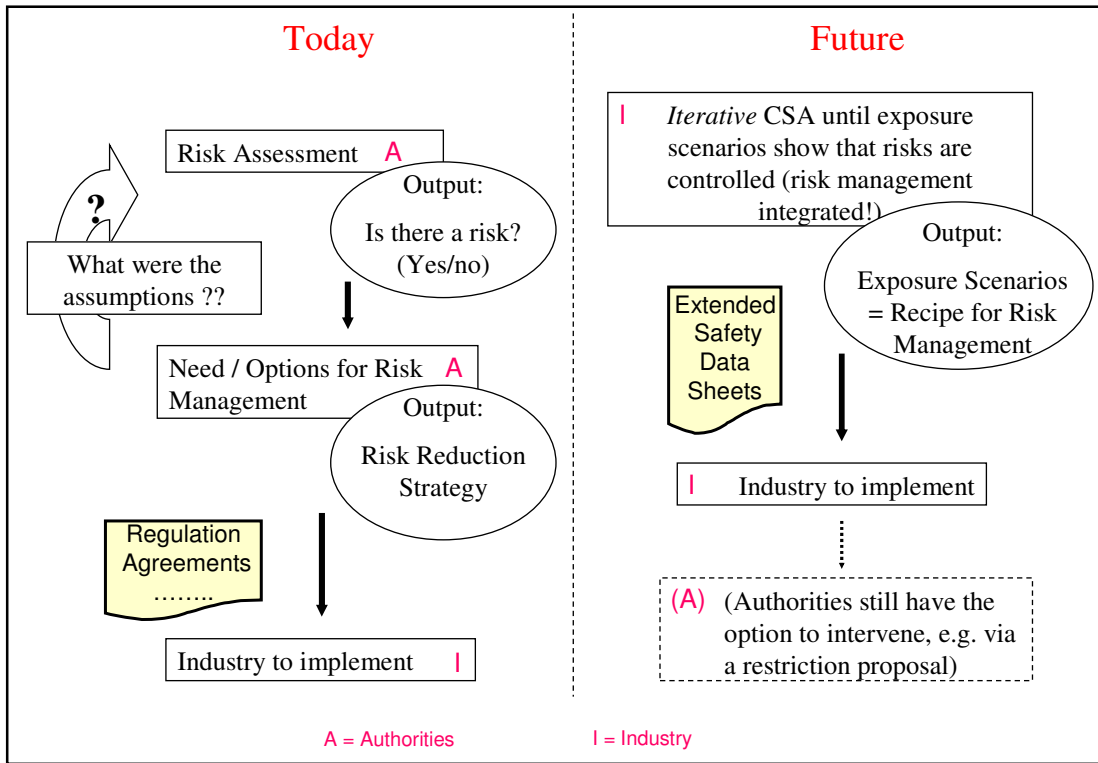 Today
Risk Assessment A
Output:
Is there a risk?
(Yes/no)
?
What were the
assumptions ??
Need / Options for Risk A
Management
Output:
Risk Reduction
Strategy
Regulation
Agreements
……..
Industry to implement I
Future
I Iterative CSA until exposure
scenarios show that risks are
controlled (risk management
integrated!)
Output:
Exposure Scenarios
= Recipe for Risk
Management
Extended
Safety
Data
Sheets
I Industry to implement
(A) (Authorities still have the
option to intervene, e.g. via
a restriction proposal)
A = Authorities I = Industry